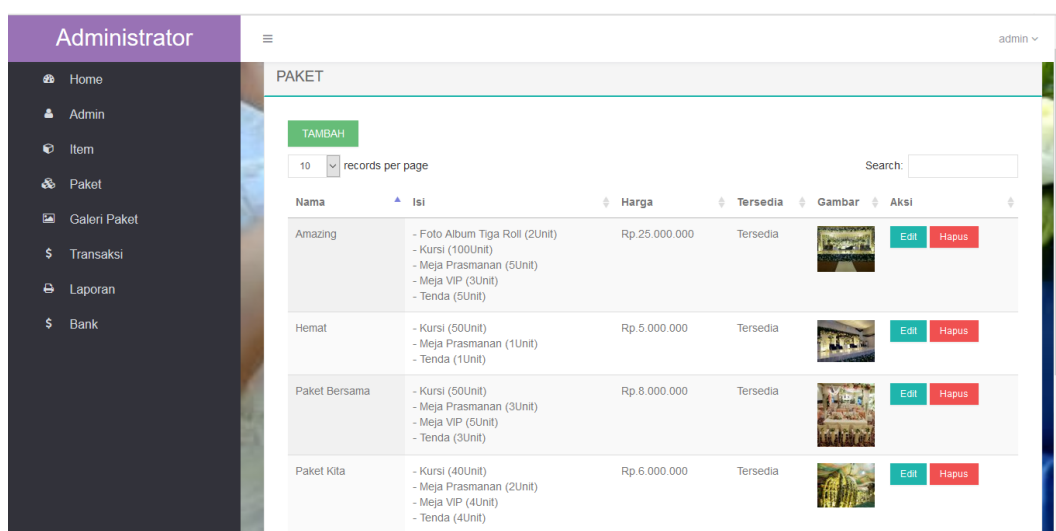 Administrator
admin
Home
Admin
Item
Paket
Galeri Paket
Transaksi
Laporan
Bank
PAKET
TAMBAH
10 records per page
Search:
Nama Isi Harga Tersedia Gambar Aksi
Amazing - Foto Album Tiga Roll (2Unit) Rp.25.000.000 Tersedia Edit Hapus
- Kursi (100Unit)
- Meja Prasmanan (5Unit)
- Meja VIP (3Unit)
- Tenda (5Unit)
Hemat - Kursi (50Unit) Rp.5.000.000 Tersedia Edit Hapus
- Meja Prasmanan (1Unit)
- Tenda (1Unit)
Paket Bersama - Kursi (50Unit) Rp.8.000.000 Tersedia Edit Hapus
- Meja Prasmanan (3Unit)
- Meja VIP (5Unit)
- Tenda (3Unit)
Paket Kita - Kursi (40Unit) Rp.6.000.000 Tersedia Edit Hapus
- Meja Prasmanan (2Unit)
- Meja VIP (4Unit)
- Tenda (4Unit)